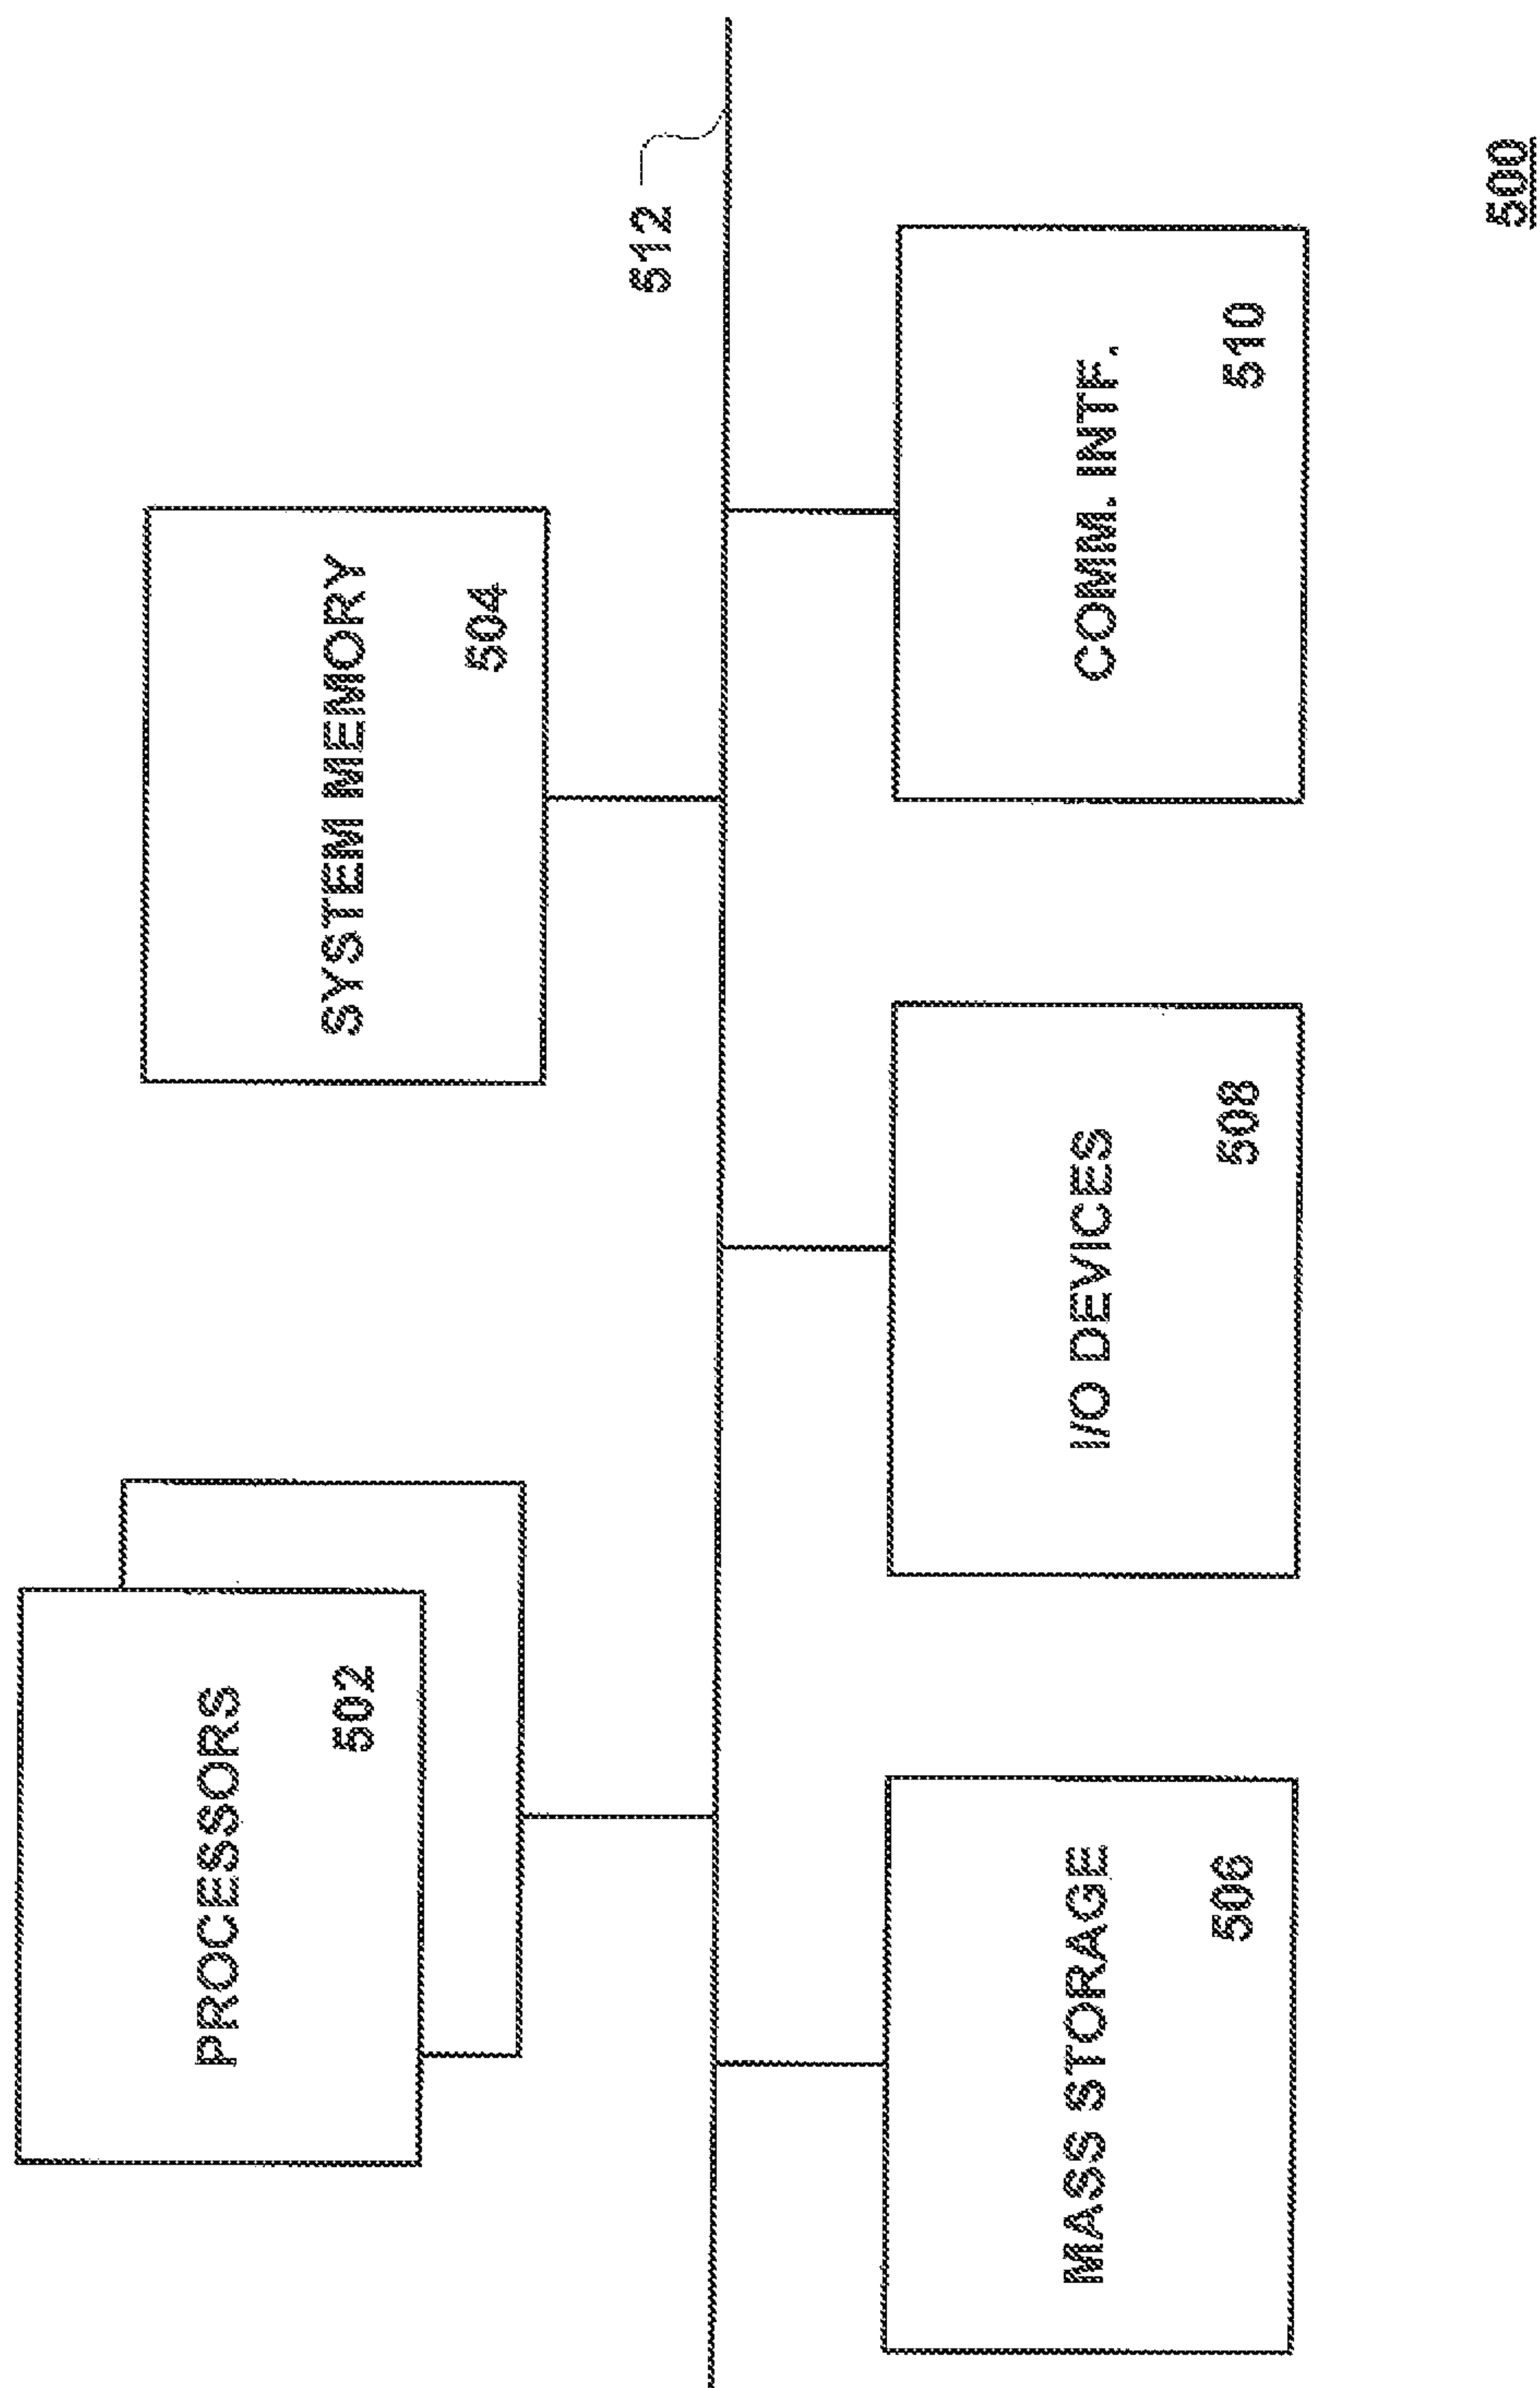 PROCESSORS
502
SYSTEM MEMORY
504
512
MASS STORAGE
506
I/O DEVICES
508
COMM. INTF.
510
500